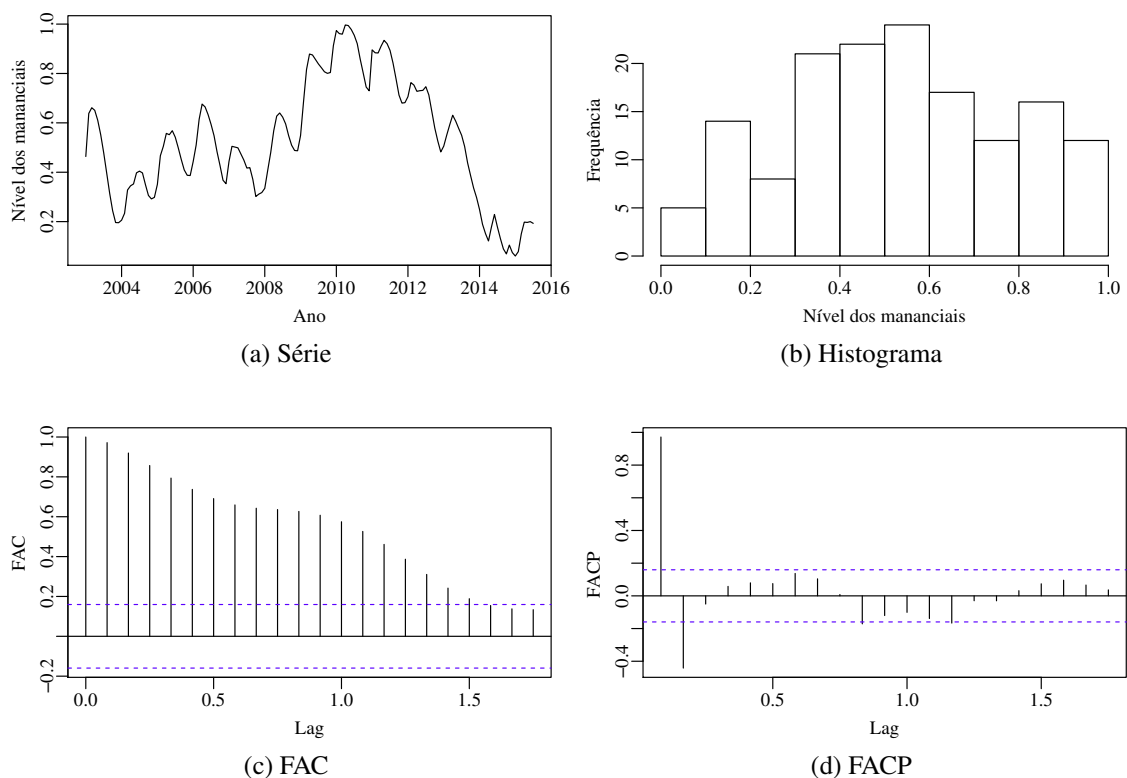 Nível dos mananciais
0.2 0.4 0.6 0.8 1.0
2004 2006 2008 2010 2012 2014 2016
Ano
(a) Série
Frequência
0 5 10 15 20
0.0 0.2 0.4 0.6 0.8 1.0
Nível dos mananciais
(b) Histograma
FAC
−0.2 0.2 0.4 0.6 0.8 1.0
0.0 0.5 1.0 1.5
Lag
(c) FAC
FACP
−0.4 0.0 0.4 0.8
0.5 1.0 1.5
Lag
(d) FACP